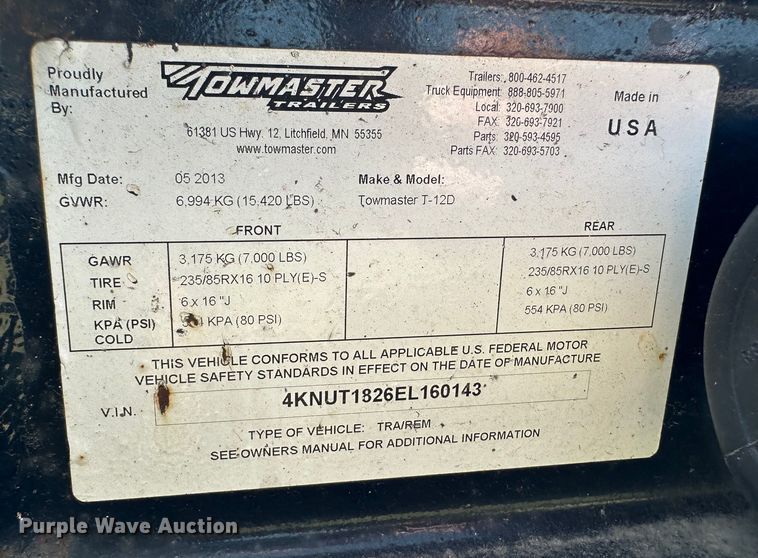 Proudly
Manufactured
By:
TOWMASTER
TRAILERS
61381 US Hwy. 12, Litchfield, MN 55355
www.towmaster.com
Trailers: 800-462-4517
Truck Equipment: 888-805-5971
Local: 320-693-7900
FAX: 320-693-7921
Parts: 320-593-4595
Parts FAX: 320-693-5703
Made in
USA
Mfg Date: 05 2013 Make & Model:
GVWR: 6,994 KG (15,420 LBS) Towmaster T-12D
FRONT REAR
GAWR 3,175 KG (7,000 LBS) 3,175 KG (7,000 LBS)
TIRE 235/85RX16 10 PLY(E)-S 235/85RX16 10 PLY(E)-S
RIM 6 x 16 "J 6 x 16 "J
KPA (PSI) KPA (80 PSI) 554 KPA (80 PSI)
COLD
THIS VEHICLE CONFORMS TO ALL APPLICABLE U.S. FEDERAL MOTOR
VEHICLE SAFETY STANDARDS IN EFFECT ON THE DATE OF MANUFACTURE
V.I.N. 4KNUT1826EL160143
TYPE OF VEHICLE: TRA/REM
SEE OWNERS MANUAL FOR ADDITIONAL INFORMATION
Purple Wave Auction